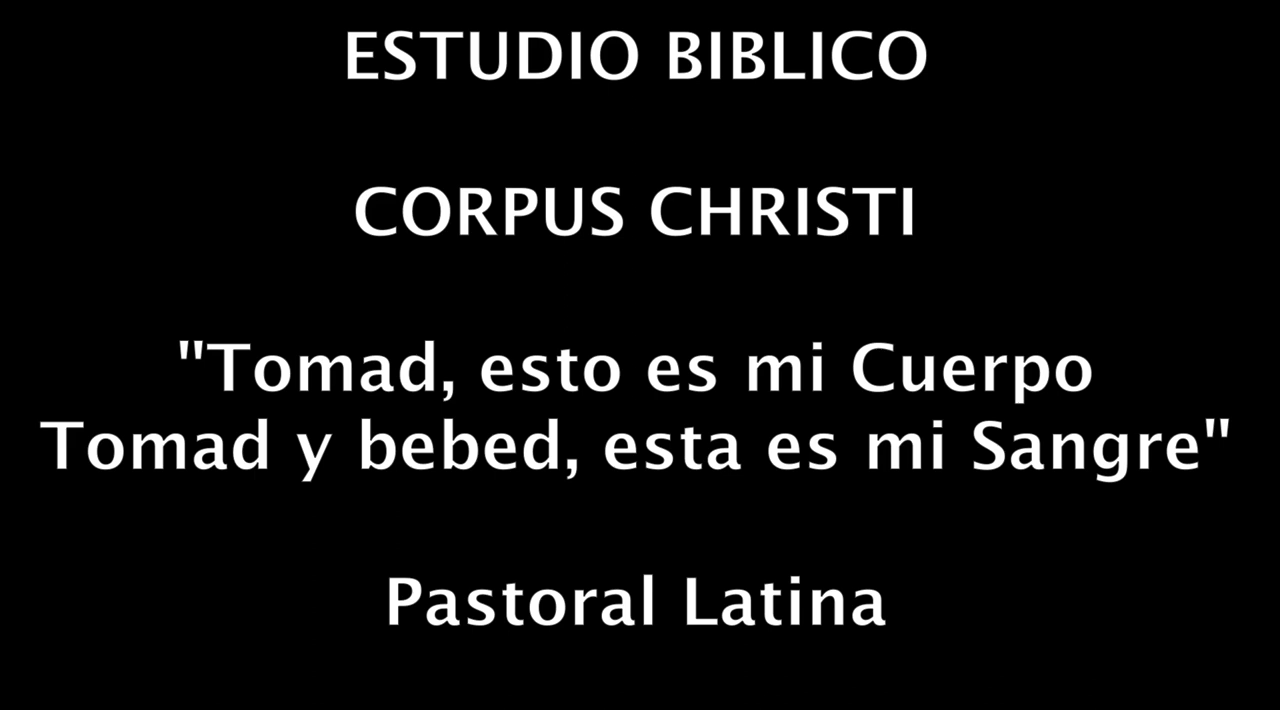 ESTUDIO BIBLICO
CORPUS CHRISTI
"Tomad, esto es mi Cuerpo
Tomad y bebed, esta es mi Sangre"
Pastoral Latina